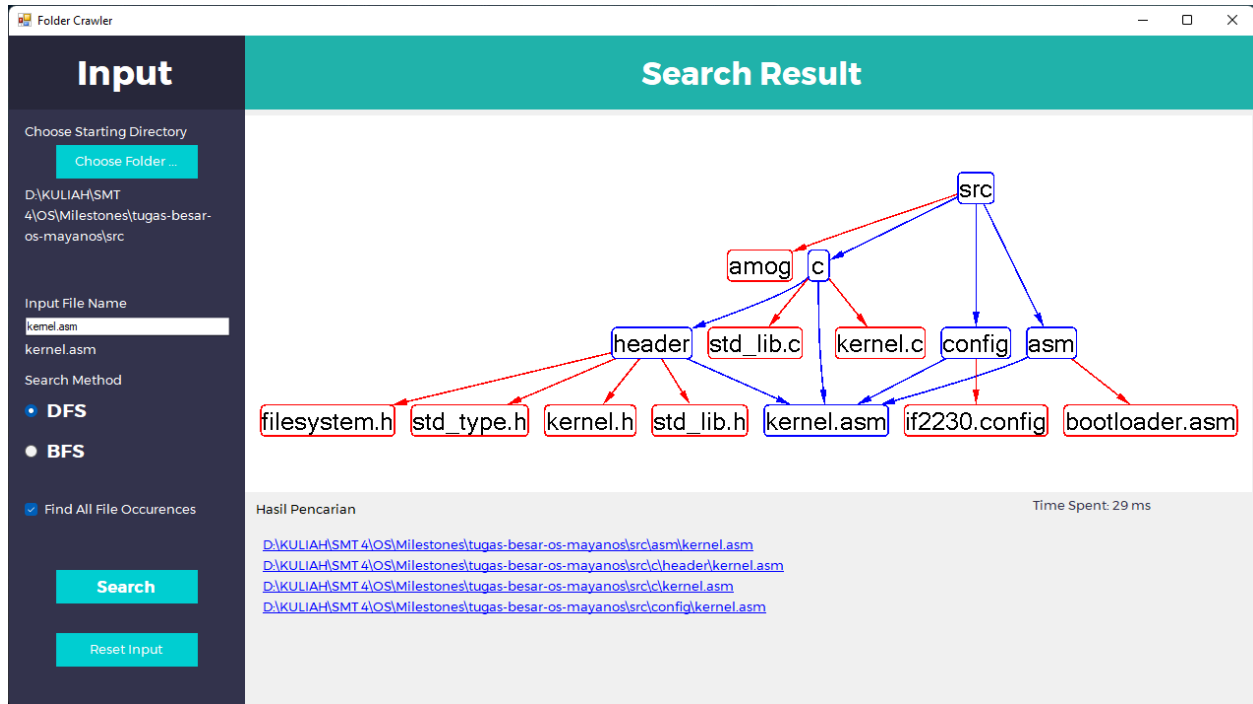 Folder Crawler
Input
Search Result
Choose Starting Directory
Choose Folder ...
D:\KULIAH\SMT
4\OS\Milestones\tugas-besar-
os-mayanos\src
Input File Name
kernel.asm
kernel.asm
Search Method
DFS
BFS
Find All File Occurences
Search
Reset Input
src
amog
c
header
std_lib.c
kernel.c
config
asm
filesystem.h
std_type.h
kernel.h
std_lib.h
kernel.asm
if2230.config
bootloader.asm
Hasil Pencarian
Time Spent: 29 ms
D:\KULIAH\SMT 4\OS\Milestones\tugas-besar-os-mayanos\src\asm\kernel.asm
D:\KULIAH\SMT 4\OS\Milestones\tugas-besar-os-mayanos\src\c\header\kernel.asm
D:\KULIAH\SMT 4\OS\Milestones\tugas-besar-os-mayanos\src\c\kernel.asm
D:\KULIAH\SMT 4\OS\Milestones\tugas-besar-os-mayanos\src\config\kernel.asm